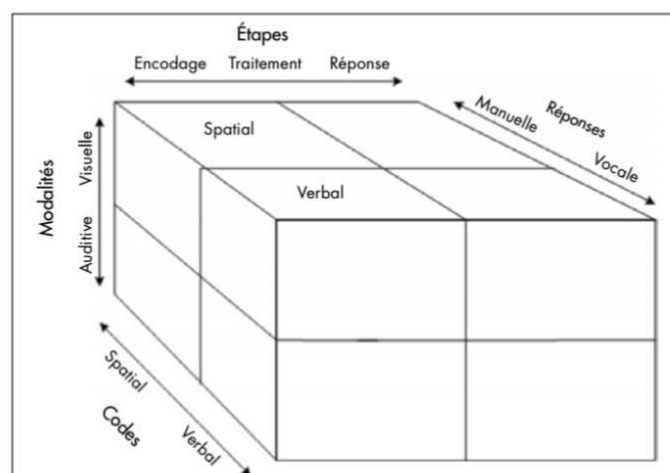 Étapes
Encodage Traitement Réponse
Réponses
Manuelle
Vocale
Spatial
Verbal
Modalités
Visuelle
Auditive
Spatial
Verbal
Codes